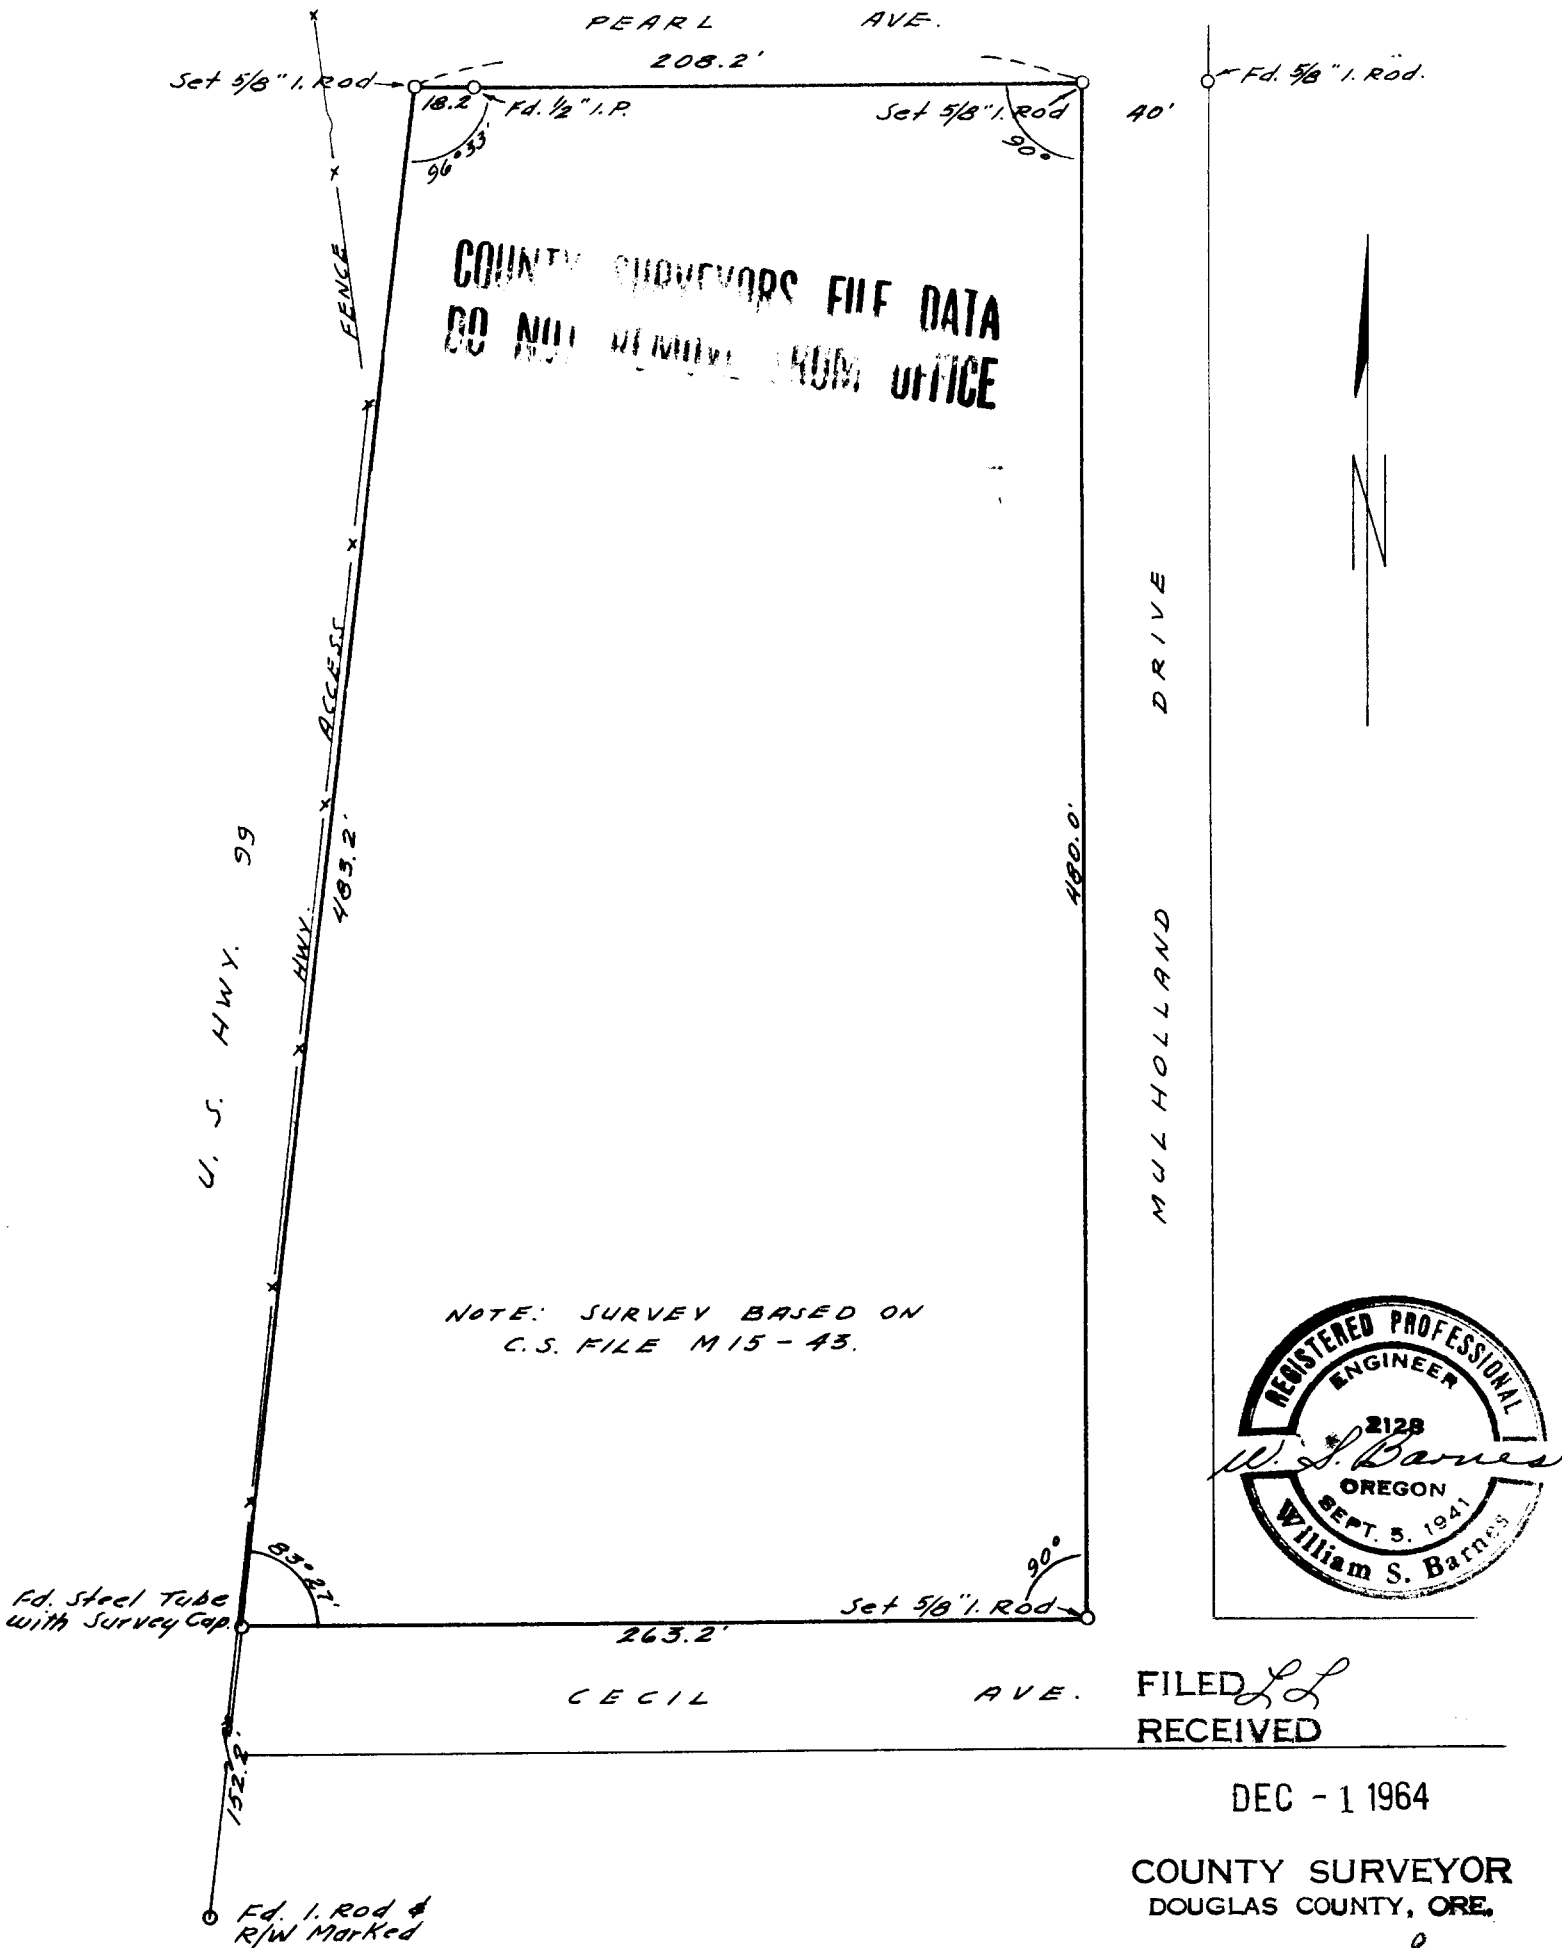 PEARL AVE.
208.2'
Set 5/8" I. Rod
18.2
Fd. 1/2" I.P.
Set 5/8" I. Rod
40'
Fd. 5/8" I. Rod.
96°33'
90°
COUNTY SURVEYORS FILE DATA
DO NOT REMOVE FROM OFFICE
FENCE
ACCESS
HWY.
483.2'
U. S. HWY. 99
N
480.0'
MULHOLLAND DRIVE
NOTE: SURVEY BASED ON
C.S. FILE M15-43.
REGISTERED PROFESSIONAL
ENGINEER
2128
W. S. Barnes
OREGON
SEPT. 5, 1941
William S. Barnes
83°27'
90°
Fd. Steel Tube
with Survey Cap.
Set 5/8" I. Rod
263.2'
CECIL AVE.
FILED LL
RECEIVED
152.2'
DEC - 1 1964
COUNTY SURVEYOR
DOUGLAS COUNTY, ORE.
Fd. I. Rod &
R/W Marked